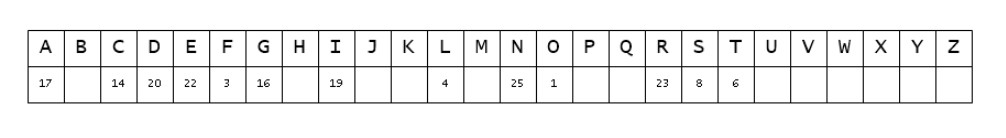 A B C D E F G H I J K L M N O P Q R S T U V W X Y Z
17 14 20 22 3 16 19 4 25 1 23 8 6